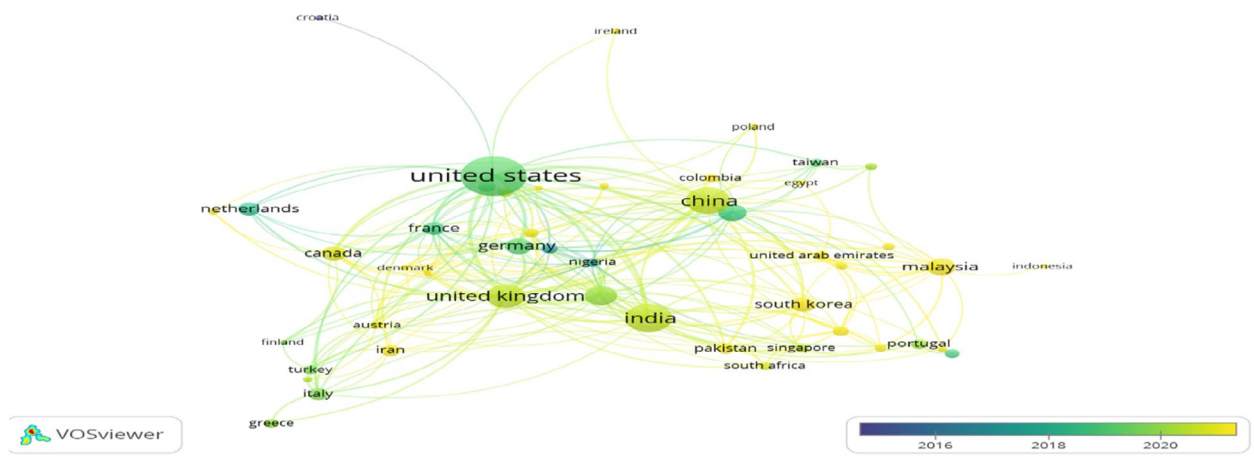 croatia
ireland
poland
taiwan
united states
colombia
egypt
china
netherlands
france
germany
canada
nigeria
united arab emirates
denmark
malaysia
indonesia
united kingdom
south korea
india
austria
finland
iran
pakistan
singapore
portugal
turkey
south africa
italy
greece
VOSviewer
2016
2018
2020